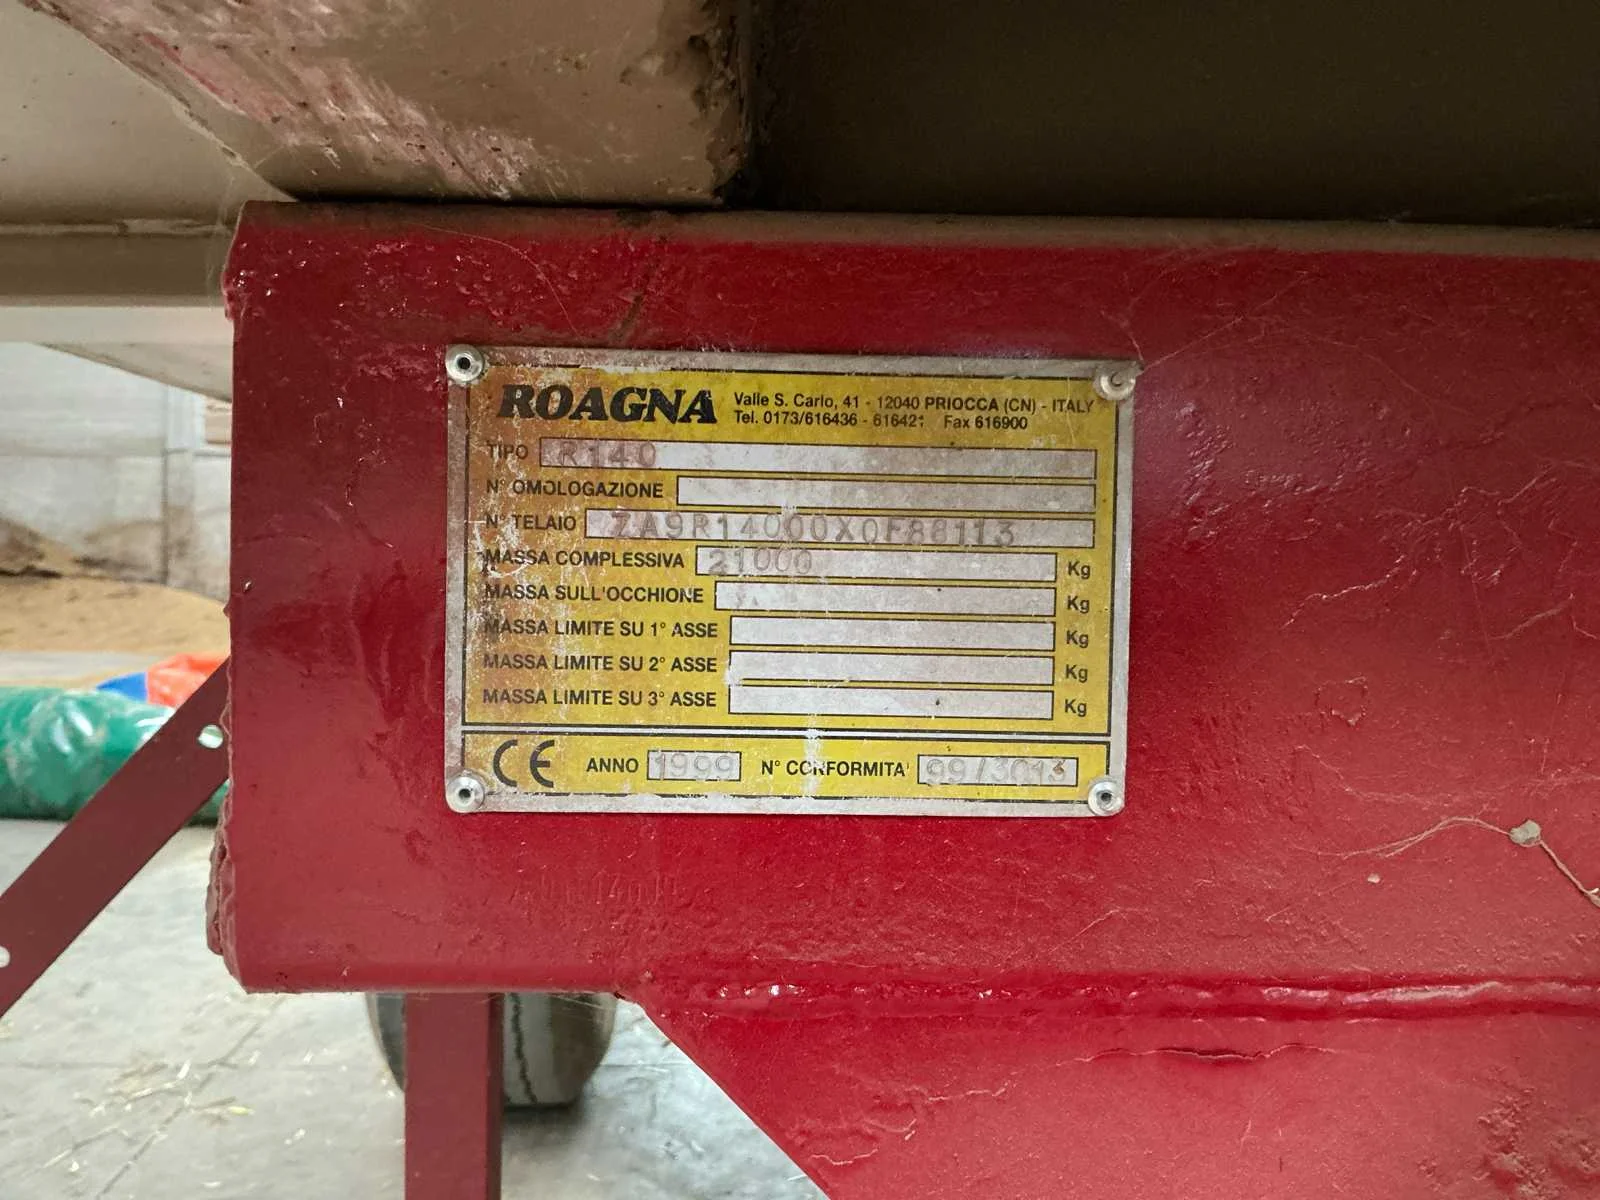 ROAGNA Valle S. Carlo, 41 - 12040 PRIOCCA (CN) - ITALY
Tel. 0173/616436 - 616421 Fax 616900
TIPO R140
N° OMOLOGAZIONE
N° TELAIO ZA9R14000X0F88113
MASSA COMPLESSIVA 21000 Kg
MASSA SULL'OCCHIONE Kg
MASSA LIMITE SU 1° ASSE Kg
MASSA LIMITE SU 2° ASSE Kg
MASSA LIMITE SU 3° ASSE Kg
CE ANNO 1999 N° CONFORMITA' 99/3013